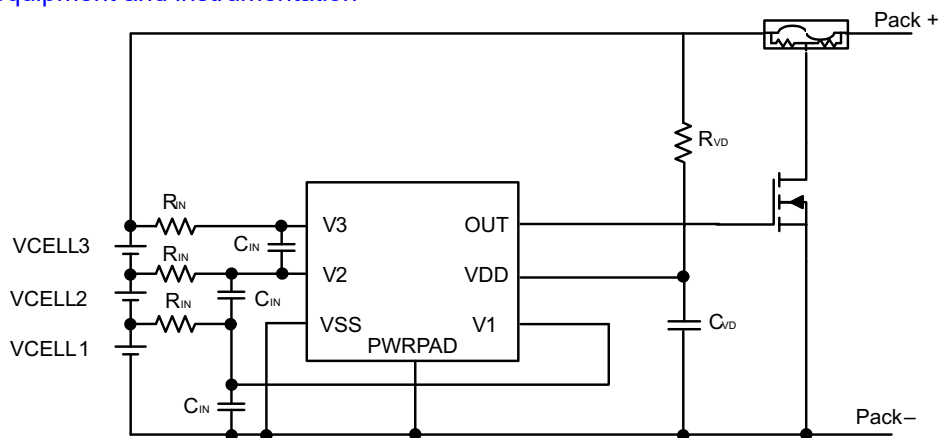 equipment and instrumentation
Pack +
RVD
RIN
V3
OUT
VCELL3
CIN
RIN
V2
VDD
VCELL2
CIN
RIN
VSS
V1
CVD
VCELL1
PWRPAD
CIN
Pack–